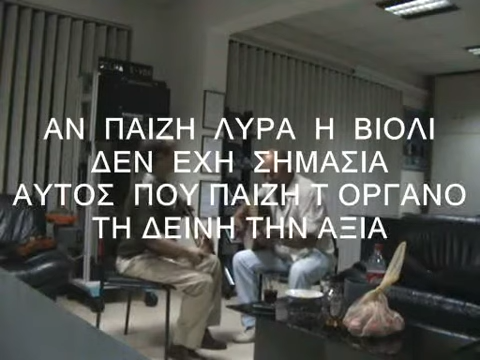 ΑΝ ΠΑΙΖΗ ΛΥΡΑ Η ΒΙΟΛΙ
ΔΕΝ ΕΧΗ ΣΗΜΑΣΙΑ
ΑΥΤΟΣ ΠΟΥ ΠΑΙΖΗ Τ ΟΡΓΑΝΟ
ΤΗ ΔΕΙΝΗ ΤΗΝ ΑΞΙΑ